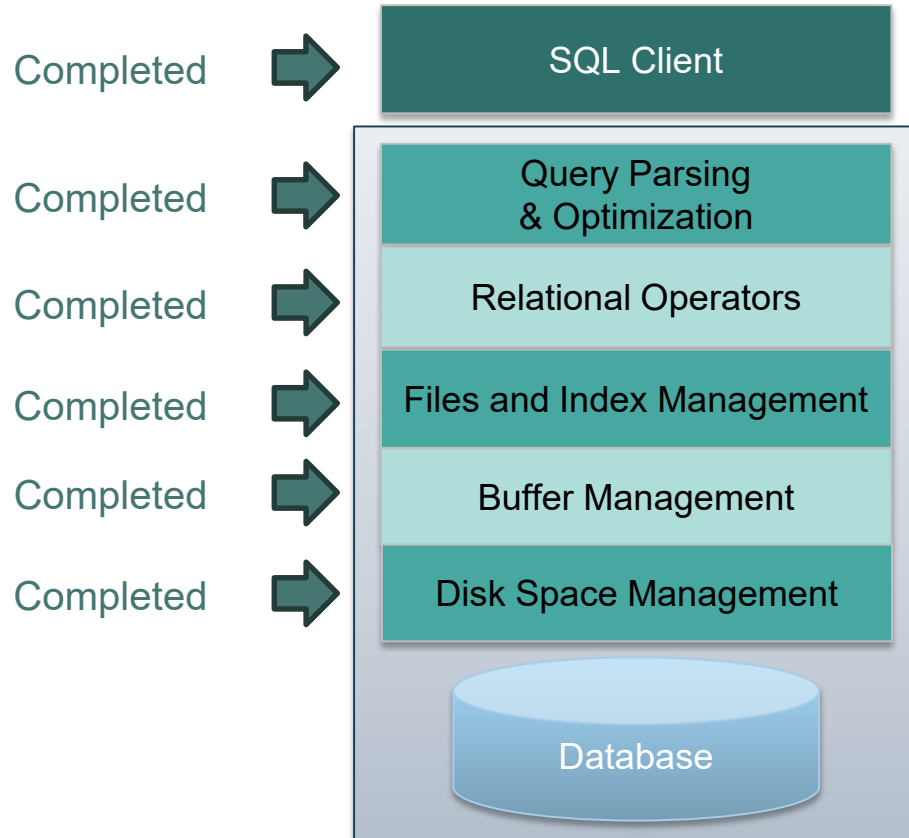 Completed
SQL Client
Completed
Query Parsing
& Optimization
Completed
Relational Operators
Completed
Files and Index Management
Completed
Buffer Management
Completed
Disk Space Management
Database